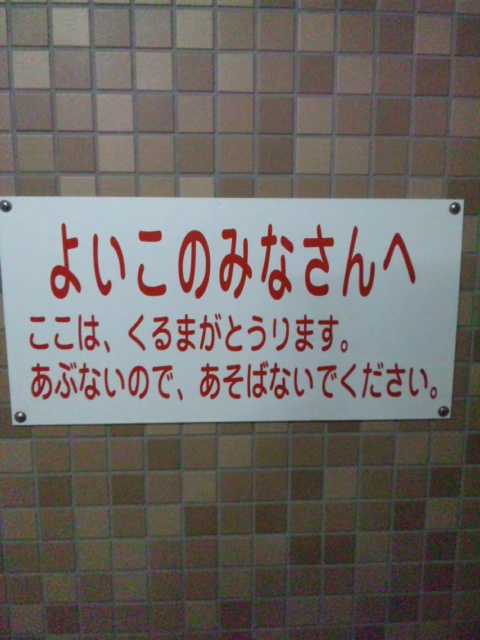 よいこのみなさんへ
ここは、くるまがとうります。
あぶないので、あそばないでください。